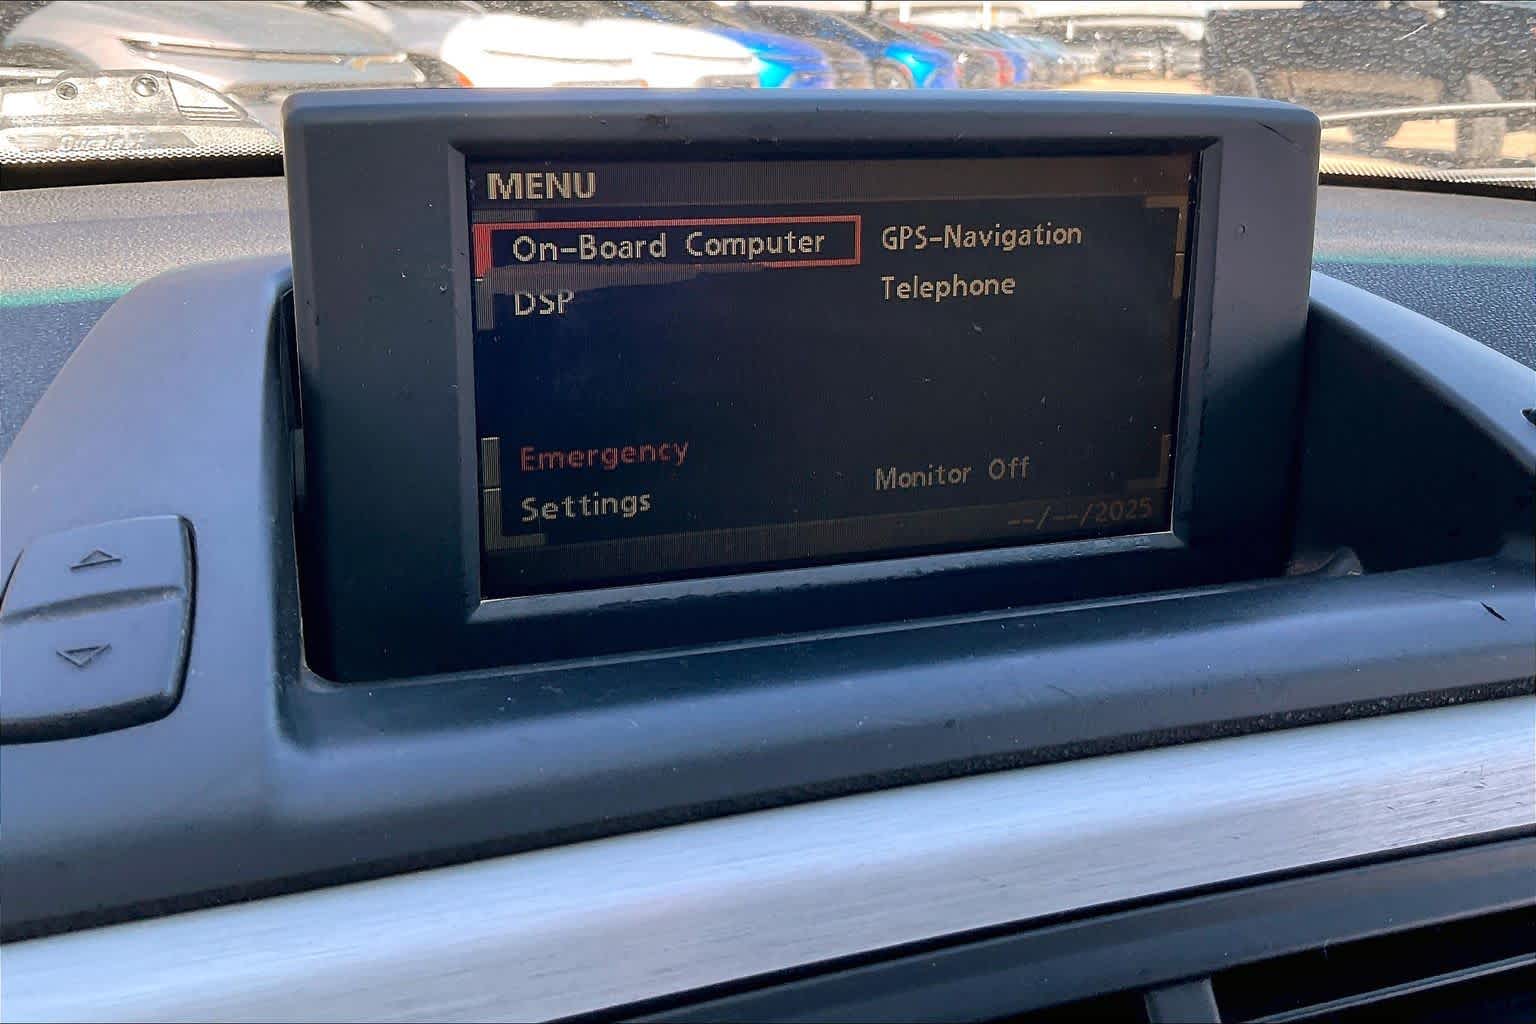 MENU
On-Board Computer
GPS-Navigation
DSP
Telephone
Emergency
Monitor Off
Settings
--/--/2025